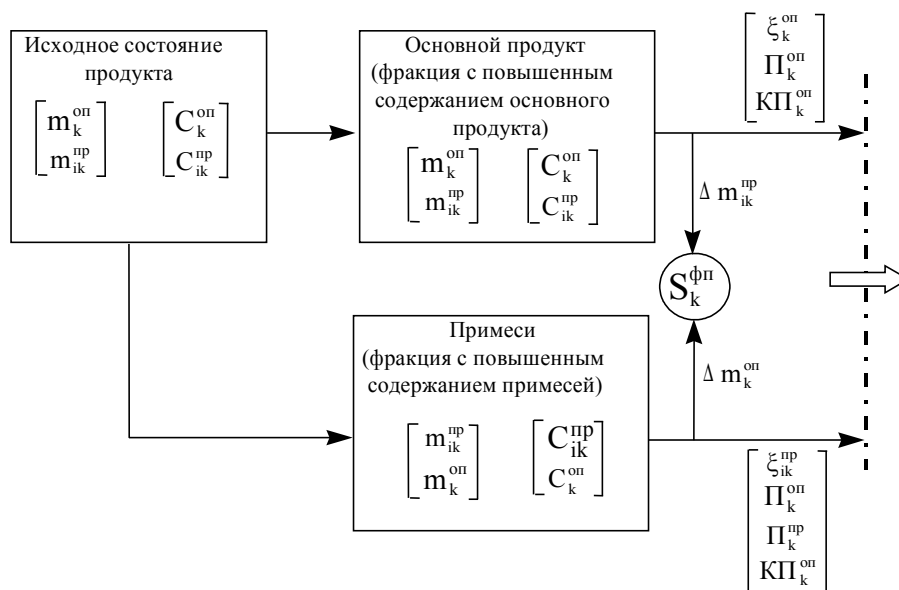 Исходное состояние
продукта
m_k^оп C_k^оп
m_ik^пр C_ik^пр
Основной продукт
(фракция с повышенным
содержанием основного
продукта)
m_k^оп C_k^оп
m_ik^пр C_ik^пр
ξ_k^оп
П_k^оп
КП_k^оп
Δ m_ik^пр
S_k^фп
Δ m_k^оп
Примеси
(фракция с повышенным
содержанием примесей)
m_ik^пр C_ik^пр
m_k^оп C_k^оп
ξ_ik^пр
П_k^оп
П_k^пр
КП_k^оп